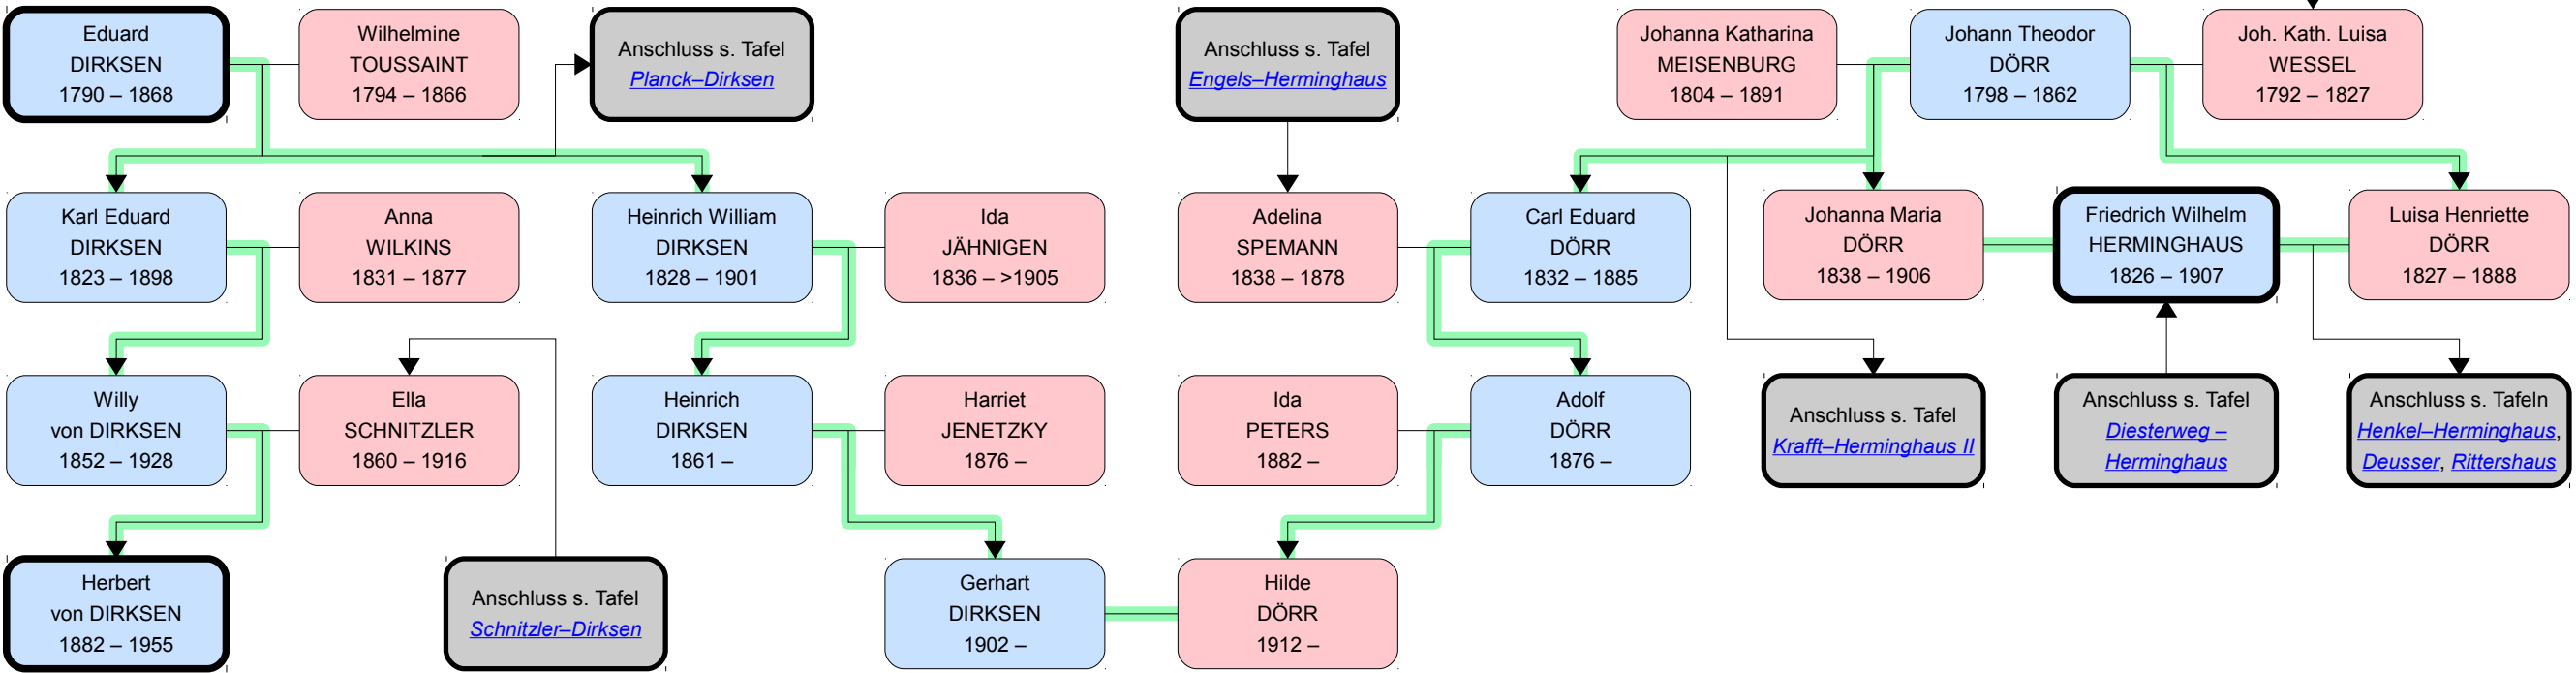 Eduard
DIRKSEN
1790 – 1868
Wilhelmine
TOUSSAINT
1794 – 1866
Anschluss s. Tafel
Planck–Dirksen
Anschluss s. Tafel
Engels–Herminghaus
Johanna Katharina
MEISENBURG
1804 – 1891
Johann Theodor
DÖRR
1798 – 1862
Joh. Kath. Luisa
WESSEL
1792 – 1827
Karl Eduard
DIRKSEN
1823 – 1898
Anna
WILKINS
1831 – 1877
Heinrich William
DIRKSEN
1828 – 1901
Ida
JÄHNIGEN
1836 – >1905
Adelina
SPEMANN
1838 – 1878
Carl Eduard
DÖRR
1832 – 1885
Johanna Maria
DÖRR
1838 – 1906
Friedrich Wilhelm
HERMINGHAUS
1826 – 1907
Luisa Henriette
DÖRR
1827 – 1888
Willy
von DIRKSEN
1852 – 1928
Ella
SCHNITZLER
1860 – 1916
Heinrich
DIRKSEN
1861 –
Harriet
JENETZKY
1876 –
Ida
PETERS
1882 –
Adolf
DÖRR
1876 –
Anschluss s. Tafel
Krafft–Herminghaus II
Anschluss s. Tafel
Diesterweg –
Herminghaus
Anschluss s. Tafeln
Henkel–Herminghaus,
Deusser, Rittershaus
Herbert
von DIRKSEN
1882 – 1955
Anschluss s. Tafel
Schnitzler–Dirksen
Gerhart
DIRKSEN
1902 –
Hilde
DÖRR
1912 –